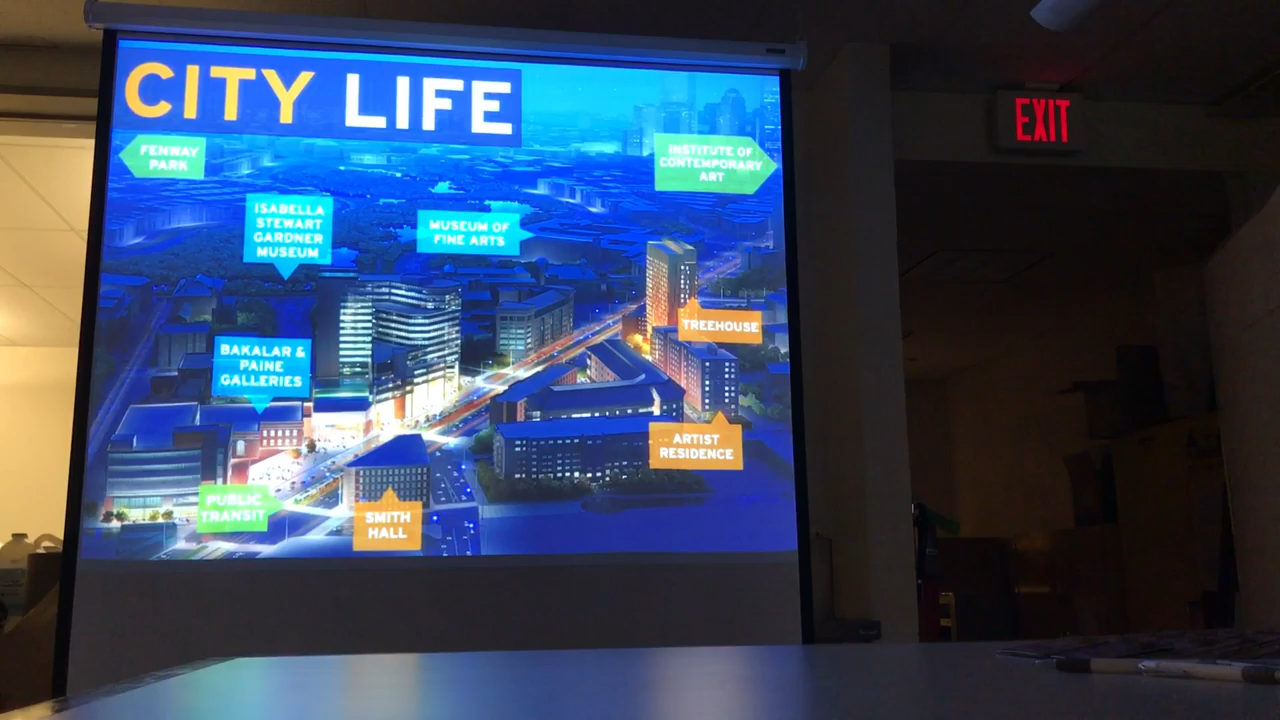 CITY LIFE
FENWAY
PARK
INSTITUTE OF
CONTEMPORARY
ART
EXIT
ISABELLA
STEWART
GARDNER
MUSEUM
MUSEUM OF
FINE ARTS
TREEHOUSE
BAKALAR &
PAINE
GALLERIES
ARTIST
RESIDENCE
PUBLIC
TRANSIT
SMITH
HALL